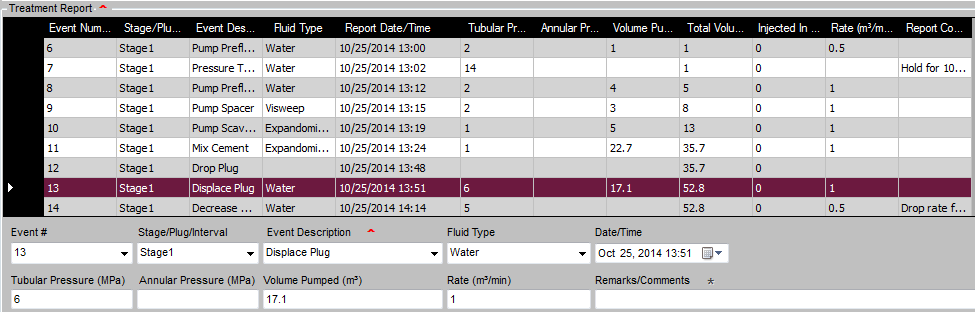 Treatment Report
Event Num... Stage/Plu... Event Des... Fluid Type Report Date/Time Tubular Pr... Annular Pr... Volume Pu... Total Volu... Injected In ... Rate (m³/m... Report Co...
6 Stage1 Pump Prefl... Water 10/25/2014 13:00 2 1 1 0 0.5
7 Stage1 Pressure T... Water 10/25/2014 13:02 14 1 0 Hold for 10...
8 Stage1 Pump Prefl... Water 10/25/2014 13:12 2 4 5 0 1
9 Stage1 Pump Spacer Visweep 10/25/2014 13:15 2 3 8 0 1
10 Stage1 Pump Scav... Expandomi... 10/25/2014 13:19 1 5 13 0 1
11 Stage1 Mix Cement Expandomi... 10/25/2014 13:24 1 22.7 35.7 0 1
12 Stage1 Drop Plug 10/25/2014 13:48 35.7 0
13 Stage1 Displace Plug Water 10/25/2014 13:51 6 17.1 52.8 0 1
14 Stage1 Decrease ... Water 10/25/2014 14:14 5 52.8 0 0.5 Drop rate f...
Event # Stage/Plug/Interval Event Description Fluid Type Date/Time
13 Stage1 Displace Plug Water Oct 25, 2014 13:51
Tubular Pressure (MPa) Annular Pressure (MPa) Volume Pumped (m³) Rate (m³/min) Remarks/Comments *
6 17.1 1